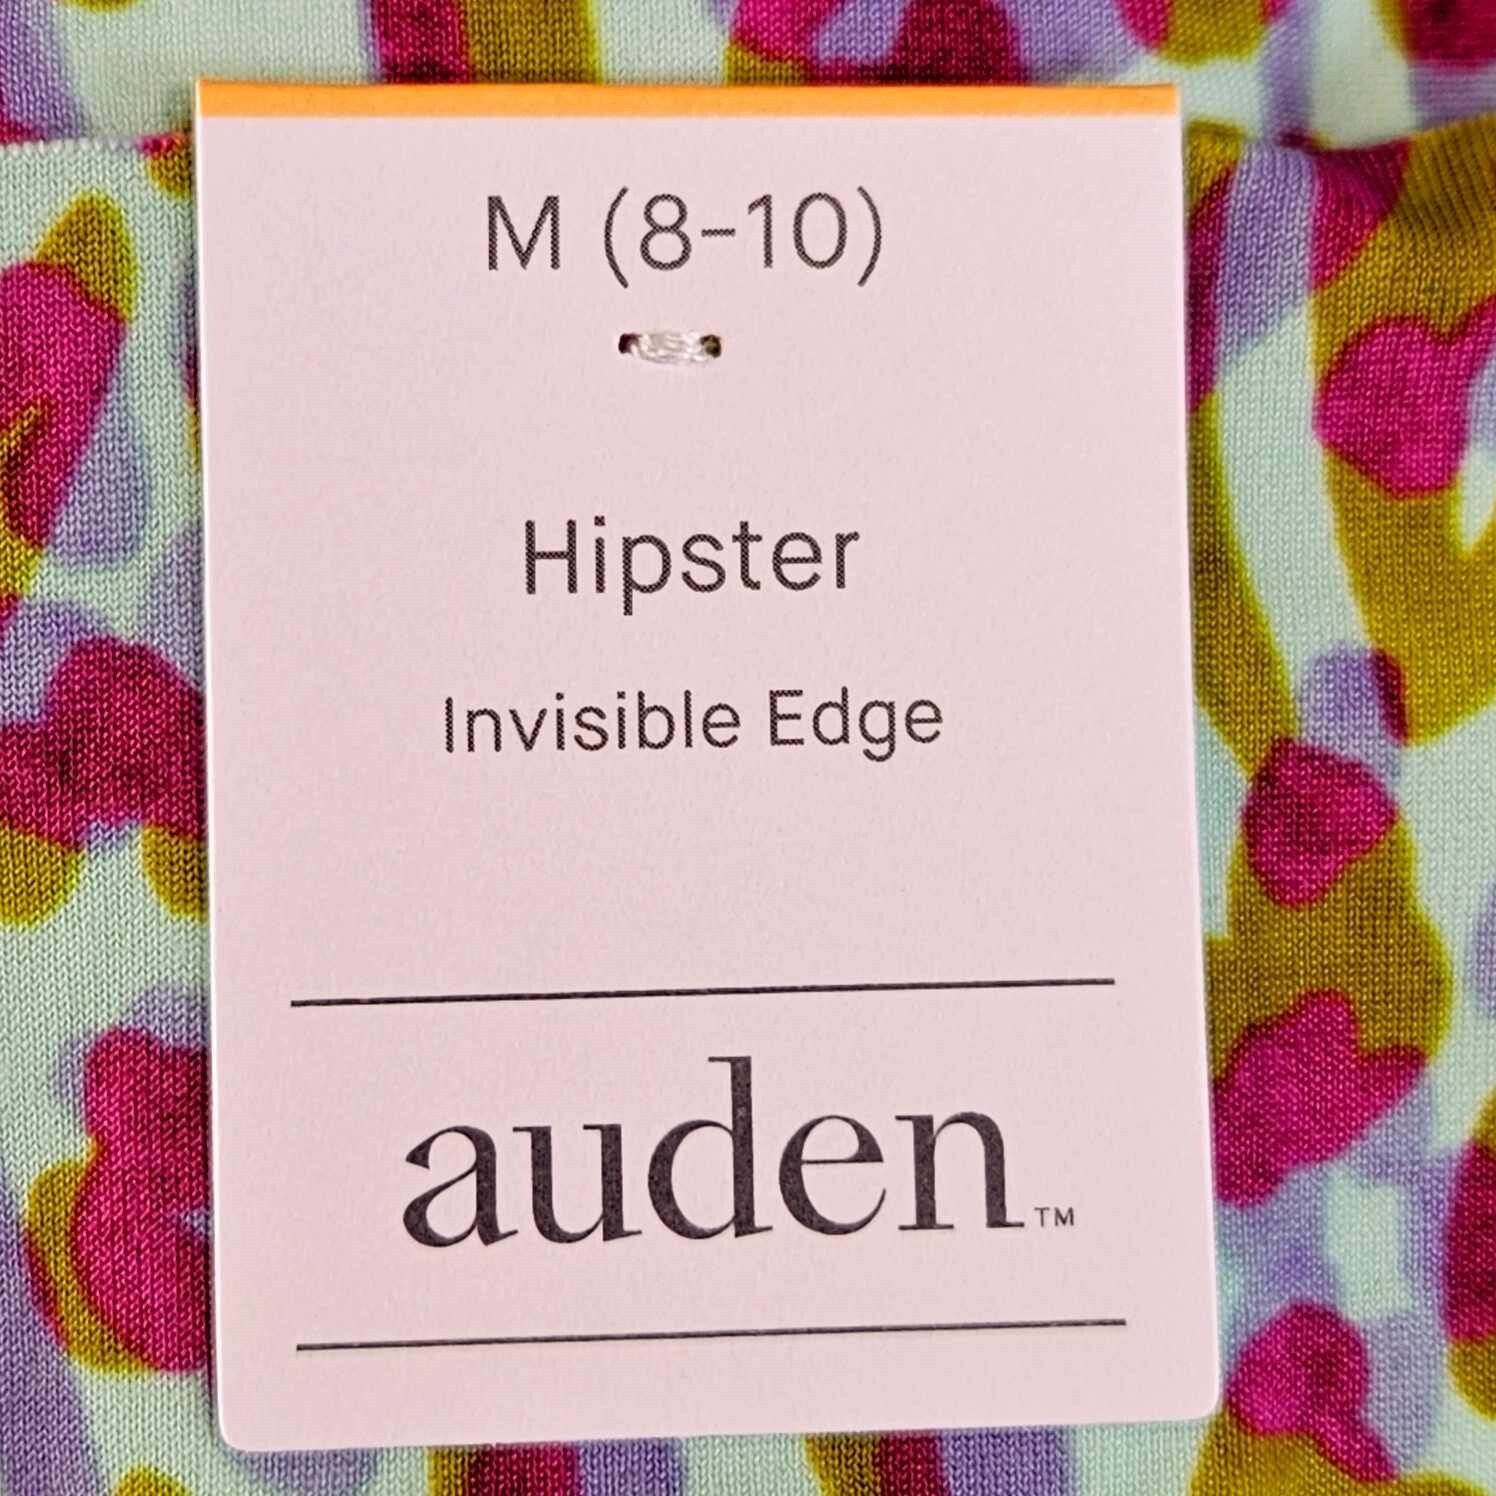 M (8-10)
Hipster
Invisible Edge
auden™